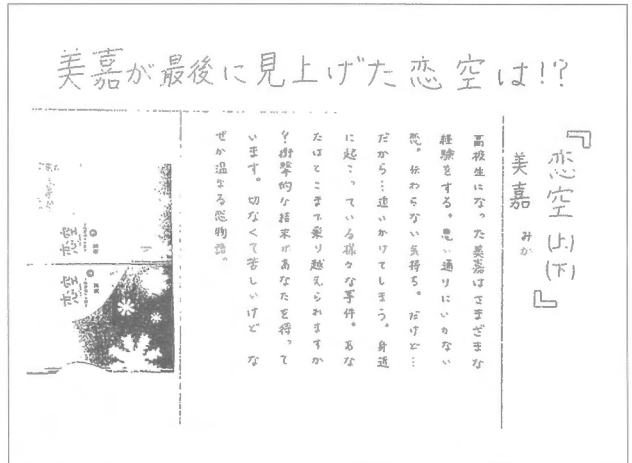 美嘉が最後に見上げた恋空は!?
『恋空(上)(下)』
美嘉 みか
高校生になった美嘉はさまざまな
経験をする。思い通りにいかない
恋。伝わらない気持ち。だけど…
だから…追いかけてしまう。身近
に起こっている様々な事件。あな
たはどこまで乗り越えられますか
?衝撃的な結末があなたを待って
います。切なくて苦しいけど な
ぜか温まる恋物語。
恋空
恋空